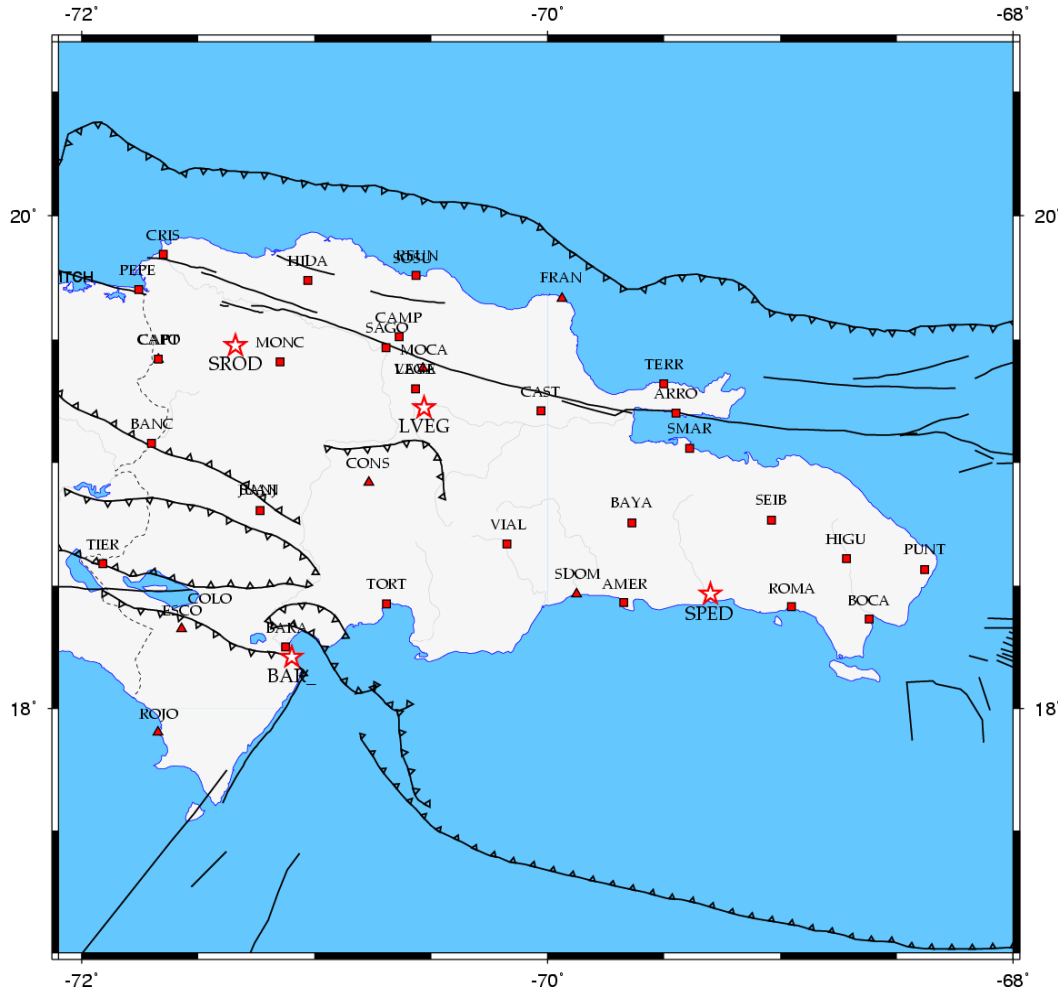 -72°
-70°
-68°
20°
20°
CRIS
HIDA
SOSU
PEPE
ITCH
FRAN
CAMP
SAGO
SROD
MONC
MOCA
TERR
ARRO
CAST
LVEG
BANC
SMAR
CONS
SEIB
BAYA
VIAL
HIGU
TIER
PUNT
SDOM
TORT
AMER
ROMA
COLO
ESCO
SPED
BOCA
BARA
BAR_
ROJO
18°
18°
-72°
-70°
-68°